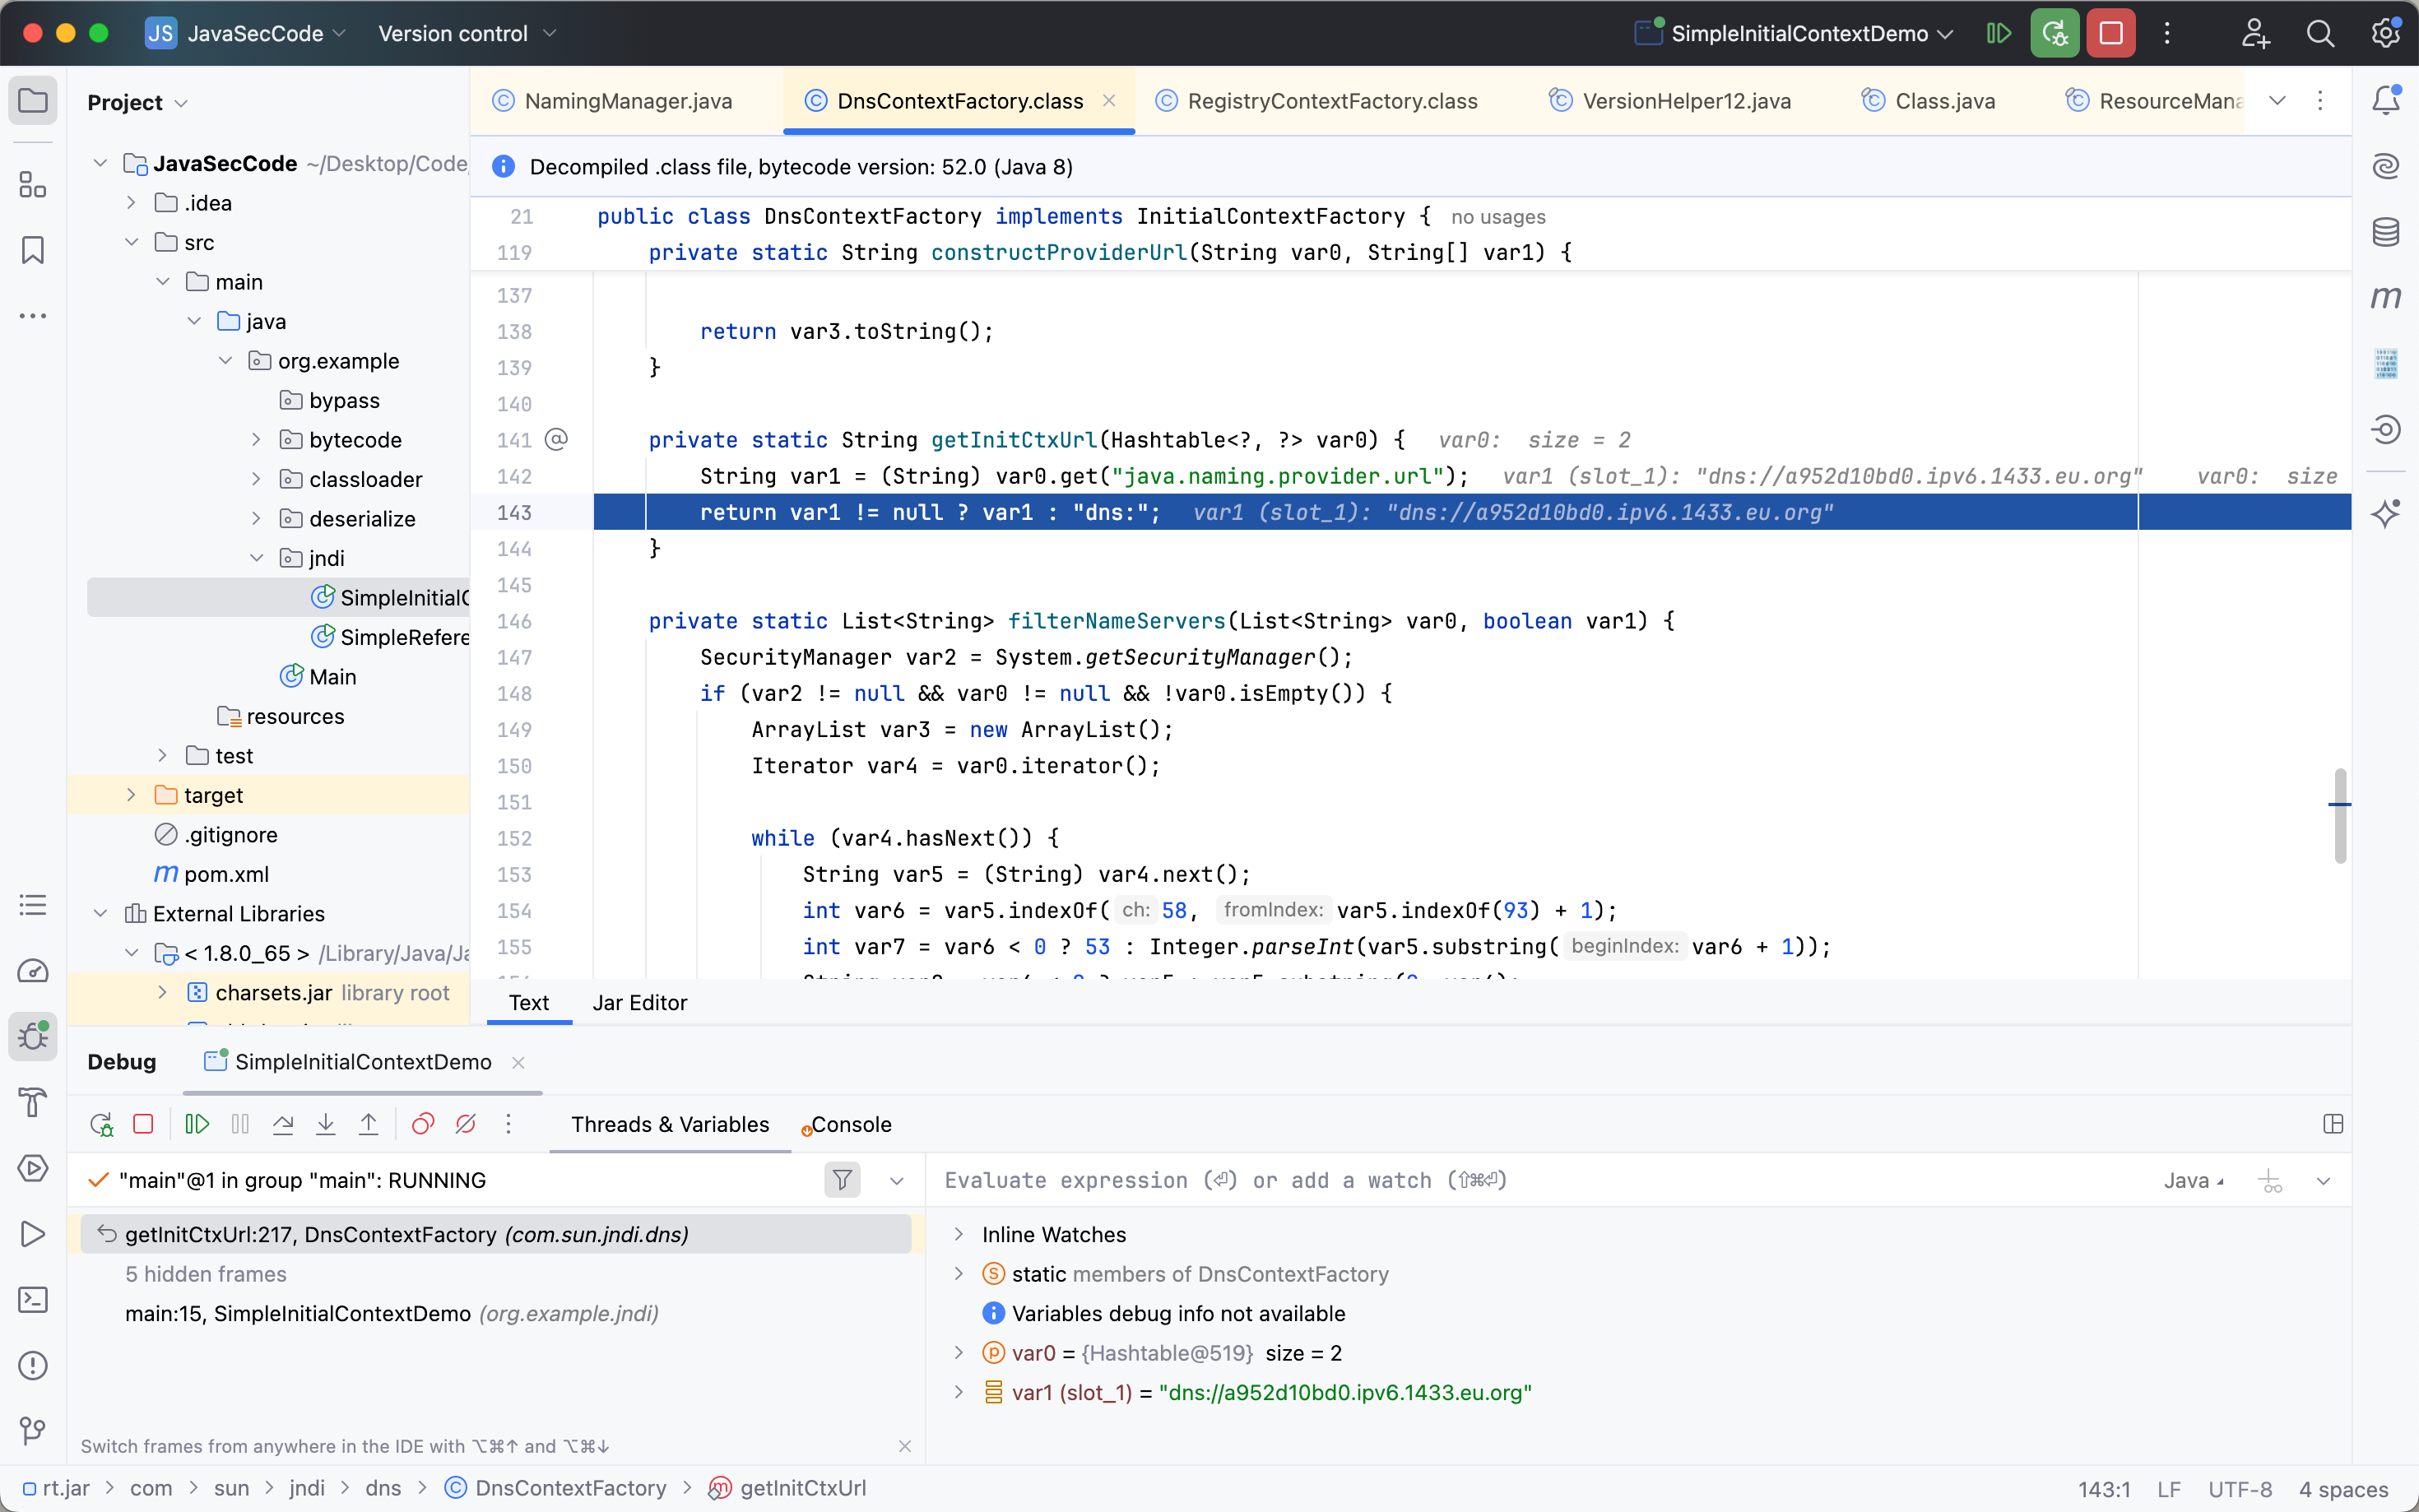 JS JavaSecCode Version control SimpleInitialContextDemo
Project
JavaSecCode ~/Desktop/Code/
.idea
src
main
java
org.example
bypass
bytecode
classloader
deserialize
jndi
SimpleInitialC
SimpleRefere
Main
resources
test
target
.gitignore
m pom.xml
External Libraries
< 1.8.0_65 > /Library/Java/Ja
charsets.jar library root
NamingManager.java DnsContextFactory.class RegistryContextFactory.class VersionHelper12.java Class.java ResourceMana
Decompiled .class file, bytecode version: 52.0 (Java 8)
21 public class DnsContextFactory implements InitialContextFactory { no usages
119 private static String constructProviderUrl(String var0, String[] var1) {
137
138 return var3.toString();
139 }
140
141 @ private static String getInitCtxUrl(Hashtable<?, ?> var0) { var0: size = 2
142 String var1 = (String) var0.get("java.naming.provider.url"); var1 (slot_1): "dns://a952d10bd0.ipv6.1433.eu.org" var0: size
143 return var1 != null ? var1 : "dns:"; var1 (slot_1): "dns://a952d10bd0.ipv6.1433.eu.org"
144 }
145
146 private static List<String> filterNameServers(List<String> var0, boolean var1) {
147 SecurityManager var2 = System.getSecurityManager();
148 if (var2 != null && var0 != null && !var0.isEmpty()) {
149 ArrayList var3 = new ArrayList();
150 Iterator var4 = var0.iterator();
151
152 while (var4.hasNext()) {
153 String var5 = (String) var4.next();
154 int var6 = var5.indexOf( ch: 58, fromIndex: var5.indexOf(93) + 1);
155 int var7 = var6 < 0 ? 53 : Integer.parseInt(var5.substring( beginIndex: var6 + 1));
Text Jar Editor
Debug SimpleInitialContextDemo
Threads & Variables Console
"main"@1 in group "main": RUNNING
getInitCtxUrl:217, DnsContextFactory (com.sun.jndi.dns)
5 hidden frames
main:15, SimpleInitialContextDemo (org.example.jndi)
Switch frames from anywhere in the IDE with ⌥⌘↑ and ⌥⌘↓
Evaluate expression (⏎) or add a watch (⇧⌘⏎) Java
Inline Watches
static members of DnsContextFactory
Variables debug info not available
var0 = {Hashtable@519} size = 2
var1 (slot_1) = "dns://a952d10bd0.ipv6.1433.eu.org"
rt.jar > com > sun > jndi > dns > DnsContextFactory > getInitCtxUrl 143:1 LF UTF-8 4 spaces